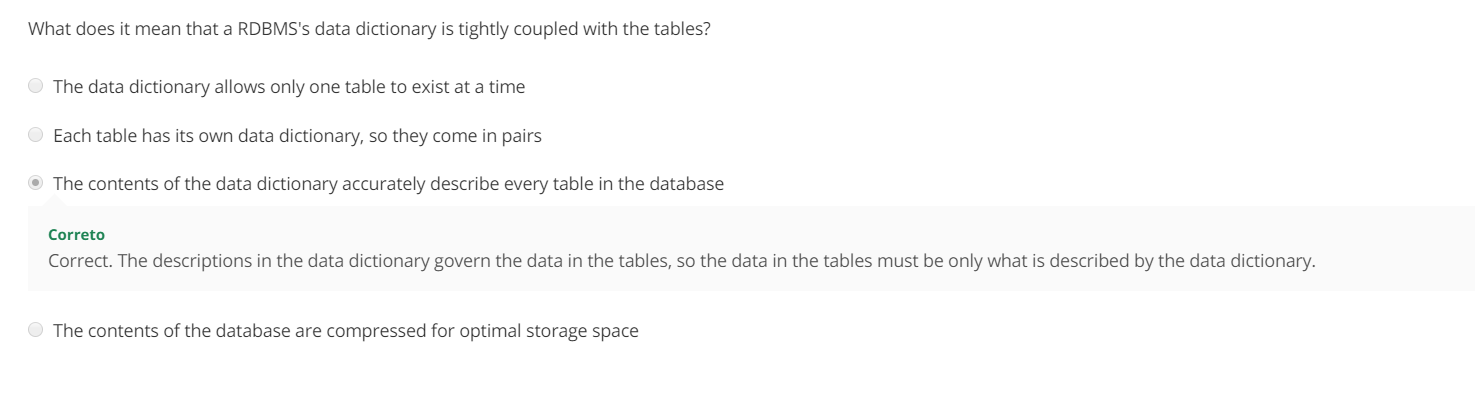 What does it mean that a RDBMS's data dictionary is tightly coupled with the tables?
The data dictionary allows only one table to exist at a time
Each table has its own data dictionary, so they come in pairs
The contents of the data dictionary accurately describe every table in the database
Correto
Correct. The descriptions in the data dictionary govern the data in the tables, so the data in the tables must be only what is described by the data dictionary.
The contents of the database are compressed for optimal storage space